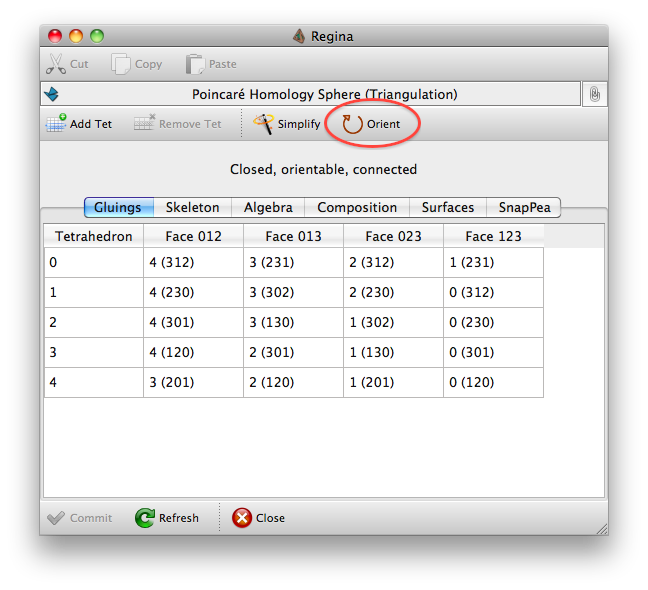 Regina
Cut Copy Paste
Poincaré Homology Sphere (Triangulation)
Add Tet Remove Tet Simplify Orient
Closed, orientable, connected
Gluings Skeleton Algebra Composition Surfaces SnapPea
Tetrahedron Face 012 Face 013 Face 023 Face 123
0 4 (312) 3 (231) 2 (312) 1 (231)
1 4 (230) 3 (302) 2 (230) 0 (312)
2 4 (301) 3 (130) 1 (302) 0 (230)
3 4 (120) 2 (301) 1 (130) 0 (301)
4 3 (201) 2 (120) 1 (201) 0 (120)
Commit Refresh Close